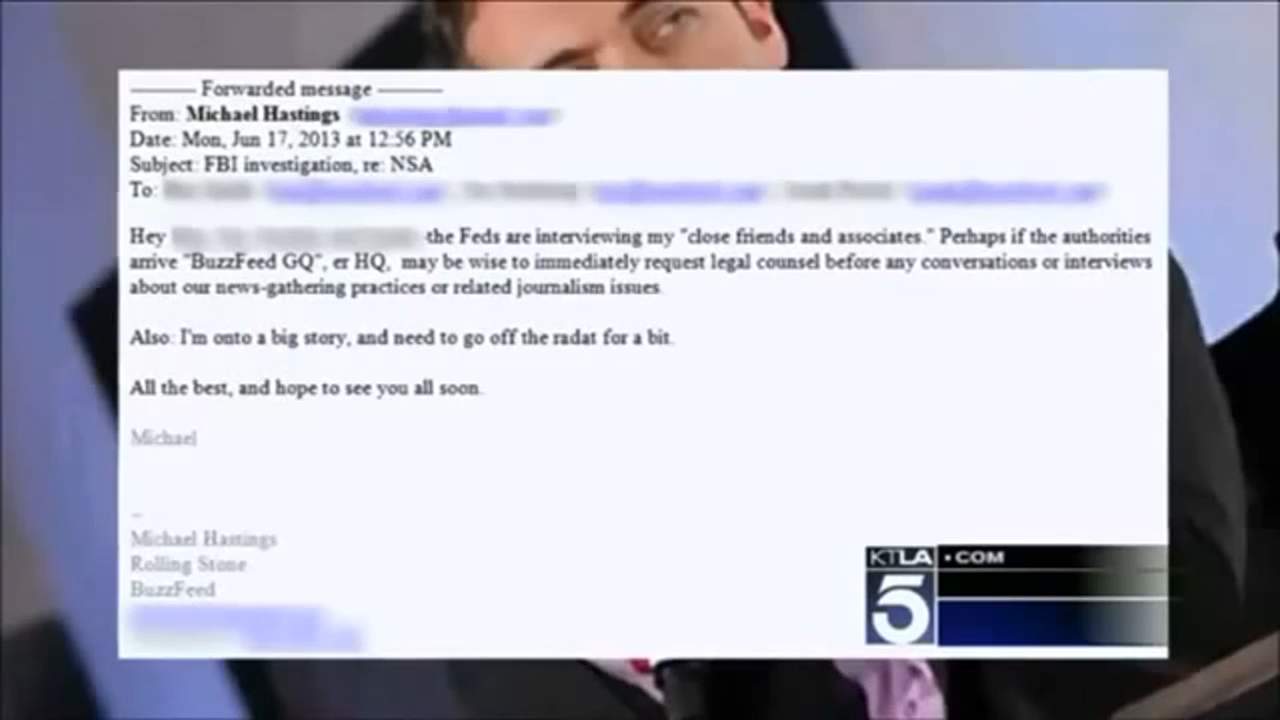 Forwarded message
From: Michael Hastings
Date: Mon, Jun 17, 2013 at 12:56 PM
Subject: FBI investigation, re: NSA
To:
Hey -the Feds are interviewing my "close friends and associates." Perhaps if the authorities
arrive "BuzzFeed GQ", er HQ, may be wise to immediately request legal counsel before any conversations or interviews
about our news-gathering practices or related journalism issues.
Also: I'm onto a big story, and need to go off the radat for a bit.
All the best, and hope to see you all soon.
Michael
--
Michael Hastings
Rolling Stone
BuzzFeed
KTLA • COM
5